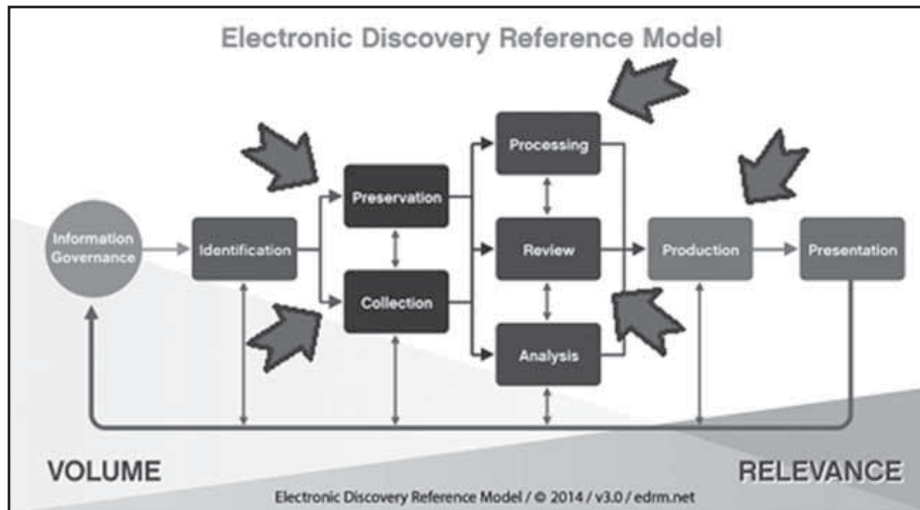 Electronic Discovery Reference Model
Processing
Preservation
Information
Governance
Identification
Review
Production
Presentation
Collection
Analysis
VOLUME
RELEVANCE
Electronic Discovery Reference Model / © 2014 / v3.0 / edrm.net